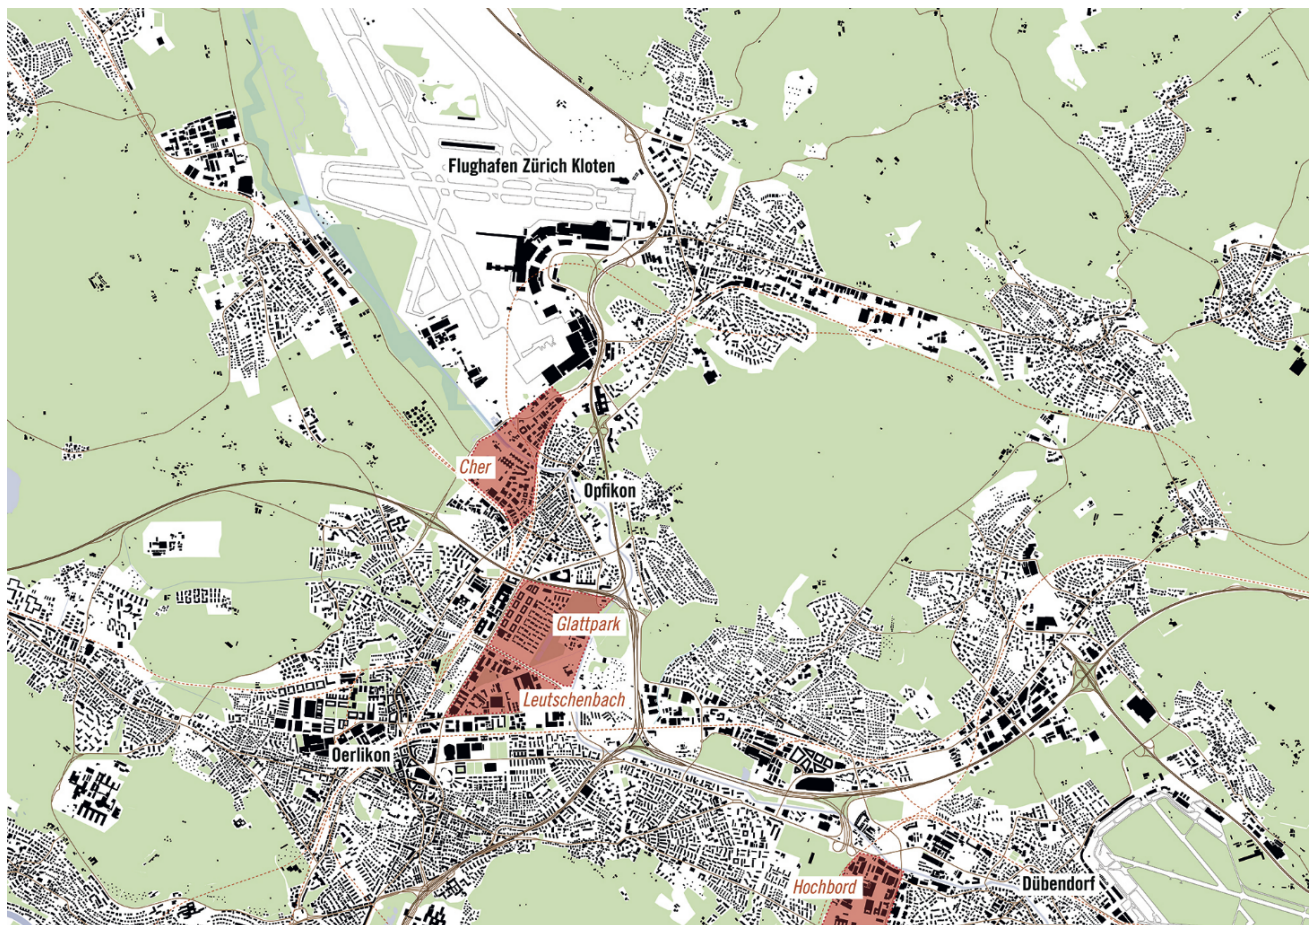 Flughafen Zürich Kloten
Cher
Opfikon
Glattpark
Leutschenbach
Oerlikon
Hochbord
Dübendorf